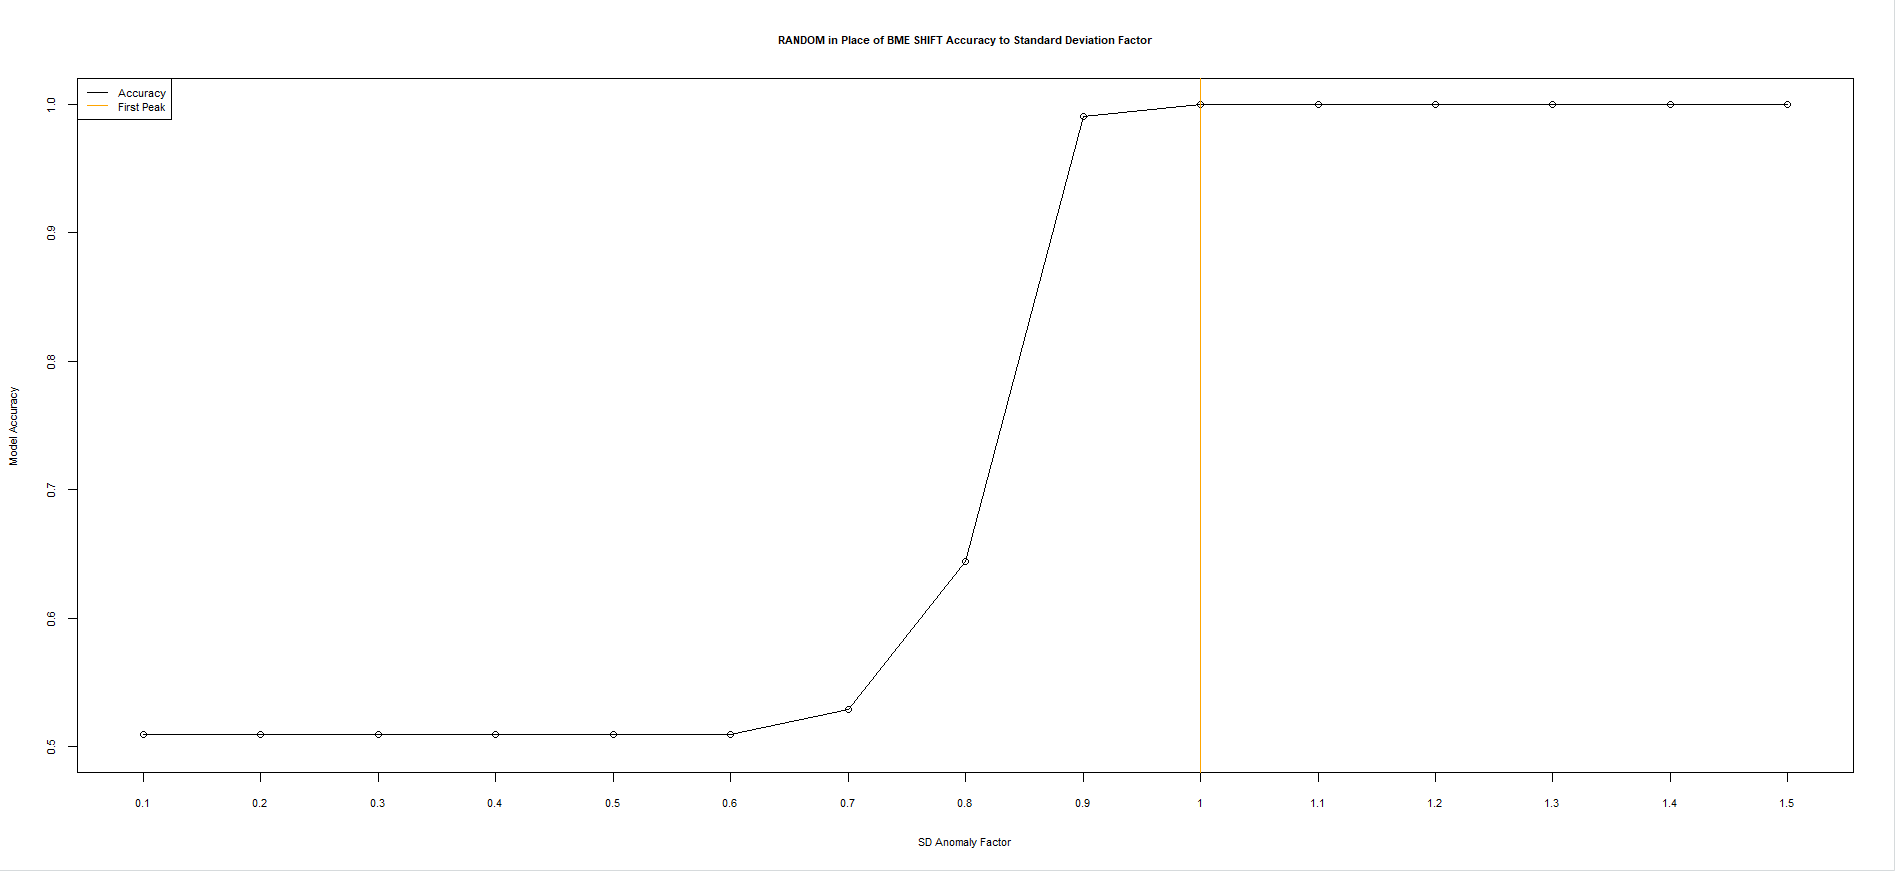 RANDOM in Place of BME SHIFT Accuracy to Standard Deviation Factor
Accuracy
First Peak
1.0
0.9
0.8
0.7
0.6
0.5
Model Accuracy
0.1 0.2 0.3 0.4 0.5 0.6 0.7 0.8 0.9 1 1.1 1.2 1.3 1.4 1.5
SD Anomaly Factor